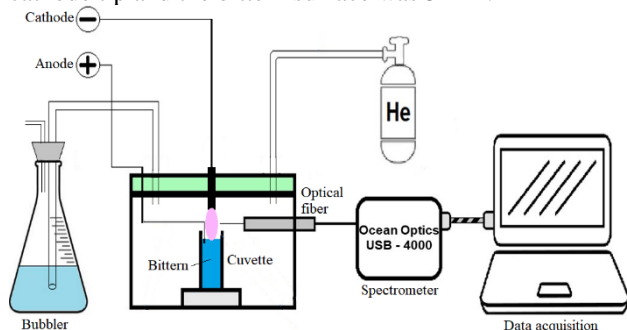 Cathode
Anode
He
Optical
fiber
Ocean Optics
USB - 4000
Bittern
Cuvette
Spectrometer
Bubbler
Data acquisition